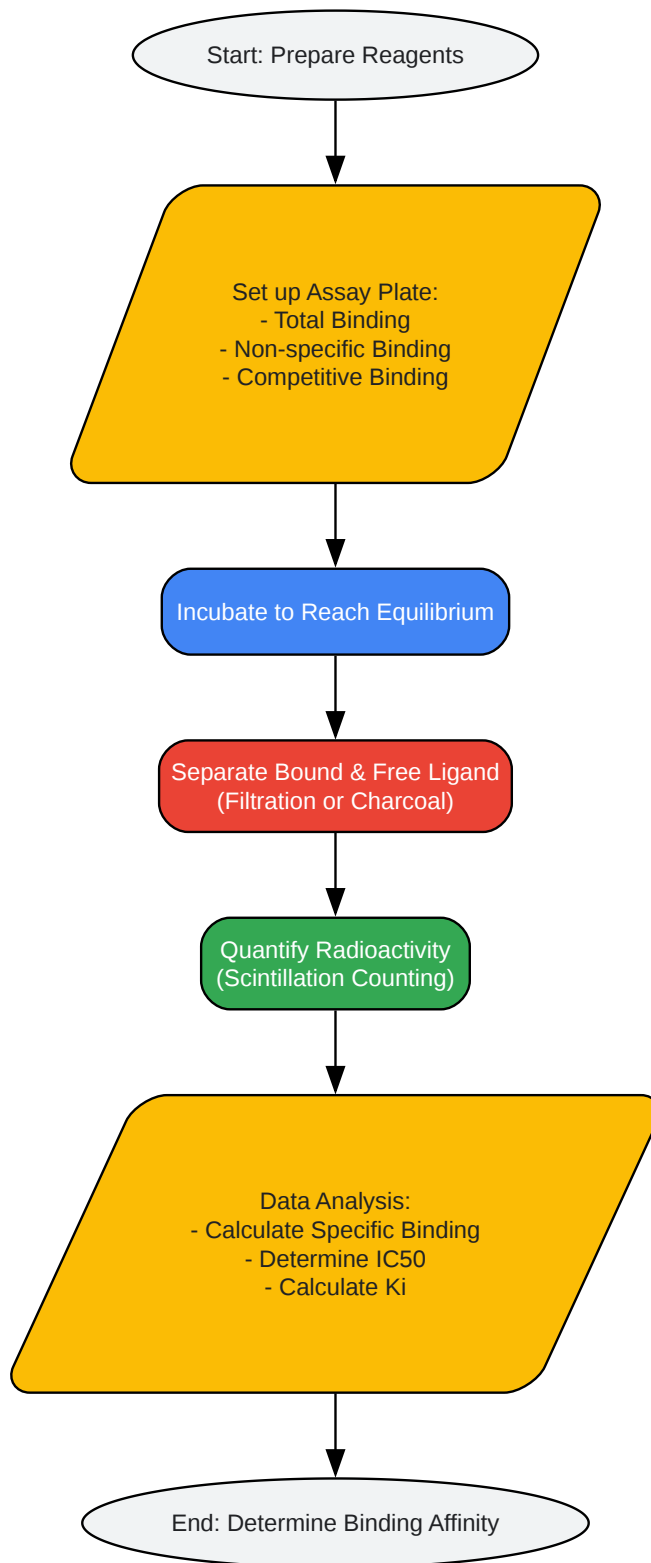 Start: Prepare Reagents
Set up Assay Plate:
- Total Binding
- Non-specific Binding
- Competitive Binding
Incubate to Reach Equilibrium
Separate Bound & Free Ligand
(Filtration or Charcoal)
Quantify Radioactivity
(Scintillation Counting)
Data Analysis:
- Calculate Specific Binding
- Determine IC50
- Calculate Ki
End: Determine Binding Affinity